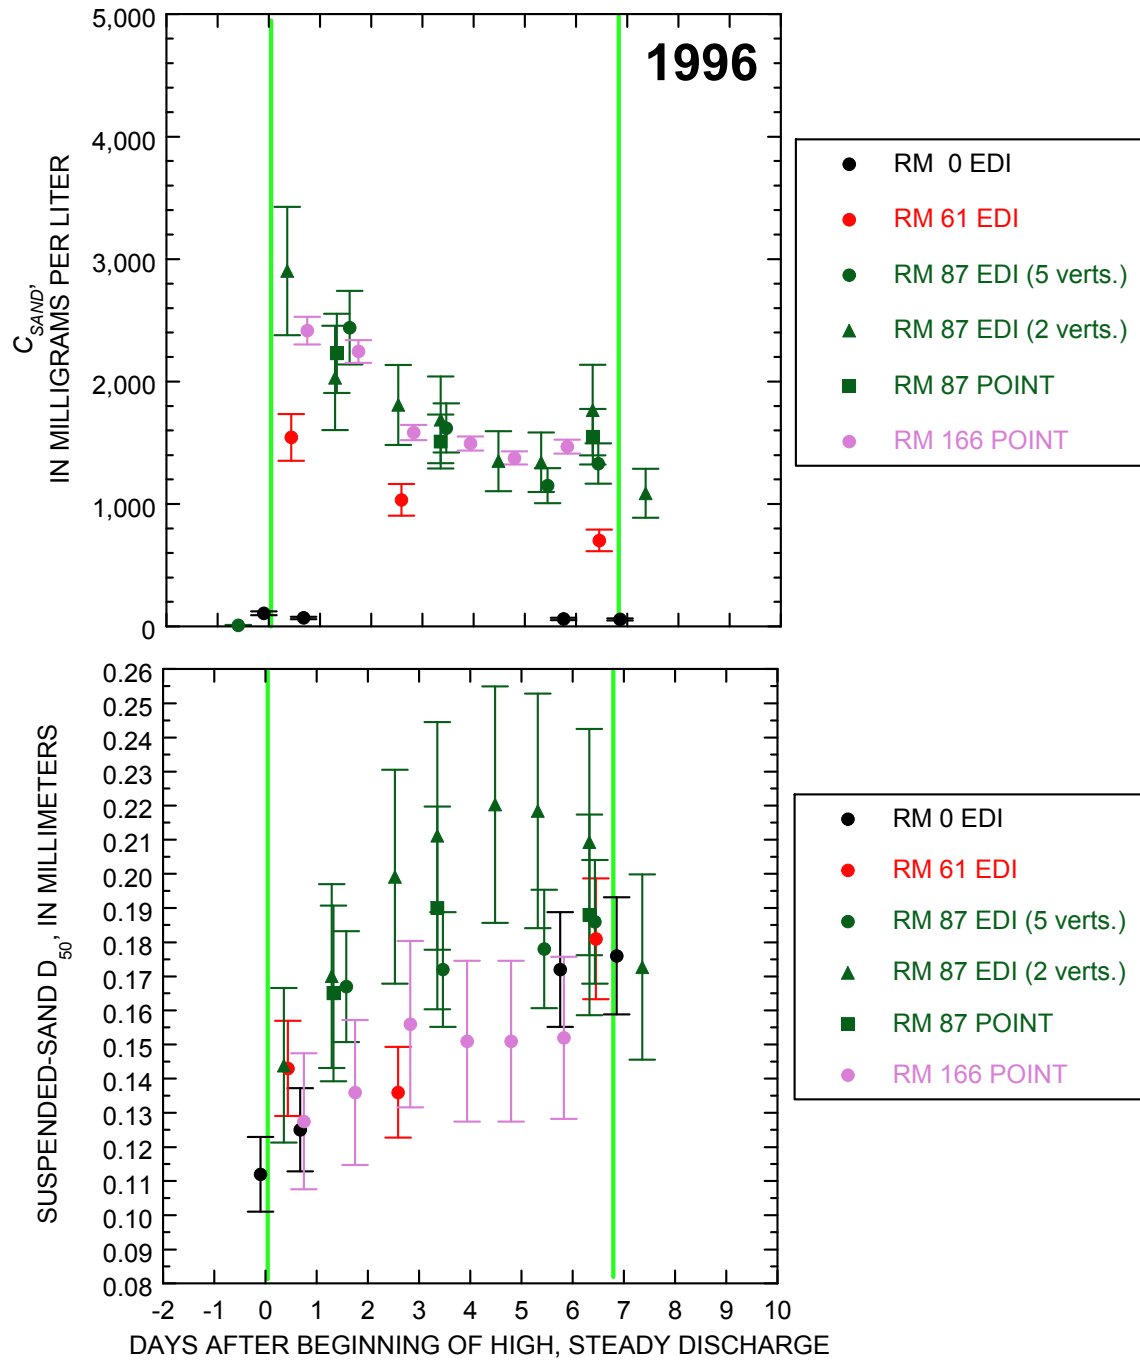 1996
5,000
4,000
3,000
2,000
1,000
0
C_SAND,
IN MILLIGRAMS PER LITER
RM 0 EDI
RM 61 EDI
RM 87 EDI (5 verts.)
RM 87 EDI (2 verts.)
RM 87 POINT
RM 166 POINT
0.26
0.25
0.24
0.23
0.22
0.21
0.20
0.19
0.18
0.17
0.16
0.15
0.14
0.13
0.12
0.11
0.10
0.09
0.08
SUSPENDED-SAND D50, IN MILLIMETERS
RM 0 EDI
RM 61 EDI
RM 87 EDI (5 verts.)
RM 87 EDI (2 verts.)
RM 87 POINT
RM 166 POINT
-2 -1 0 1 2 3 4 5 6 7 8 9 10
DAYS AFTER BEGINNING OF HIGH, STEADY DISCHARGE